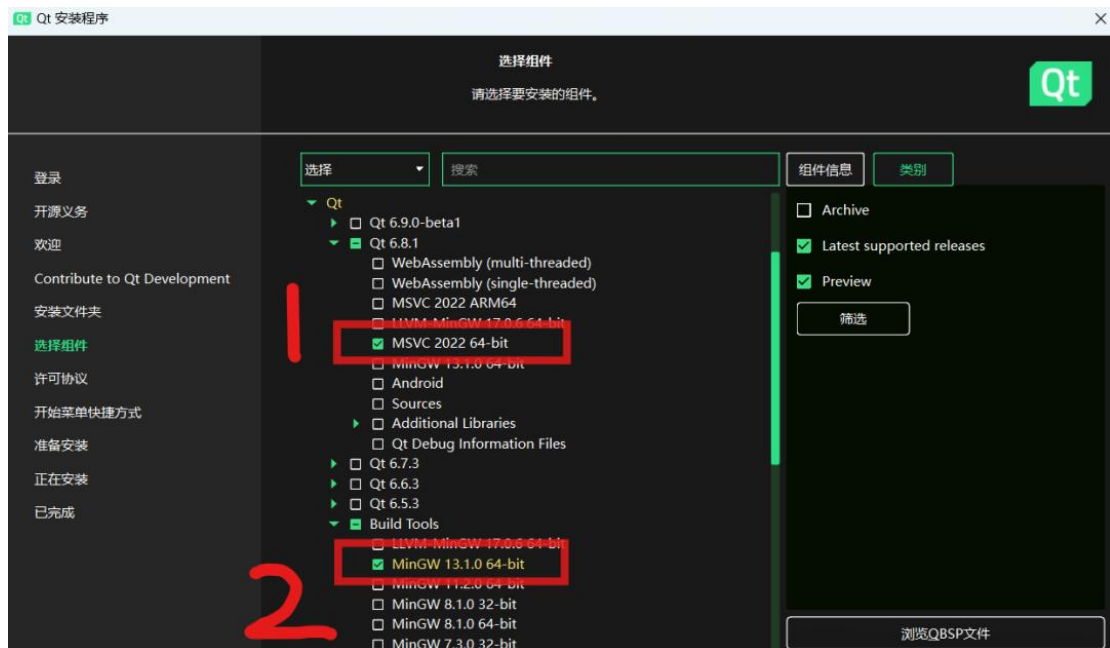 Qt 安装程序
选择组件
请选择要安装的组件。
Qt
登录
开源义务
欢迎
Contribute to Qt Development
安装文件夹
选择组件
许可协议
开始菜单快捷方式
准备安装
正在安装
已完成
选择
搜索
Qt
Qt 6.9.0-beta1
Qt 6.8.1
WebAssembly (multi-threaded)
WebAssembly (single-threaded)
MSVC 2022 ARM64
LLVM-MinGW 17.0.6 64-bit
MSVC 2022 64-bit
MinGW 13.1.0 64-bit
Android
Sources
Additional Libraries
Qt Debug Information Files
Qt 6.7.3
Qt 6.6.3
Qt 6.5.3
Build Tools
LLVM-MinGW 17.0.6 64-bit
MinGW 13.1.0 64-bit
MinGW 11.2.0 64-bit
MinGW 8.1.0 32-bit
MinGW 8.1.0 64-bit
MinGW 7.3.0 32-bit
1
2
组件信息
类别
Archive
Latest supported releases
Preview
筛选
浏览QBSP文件